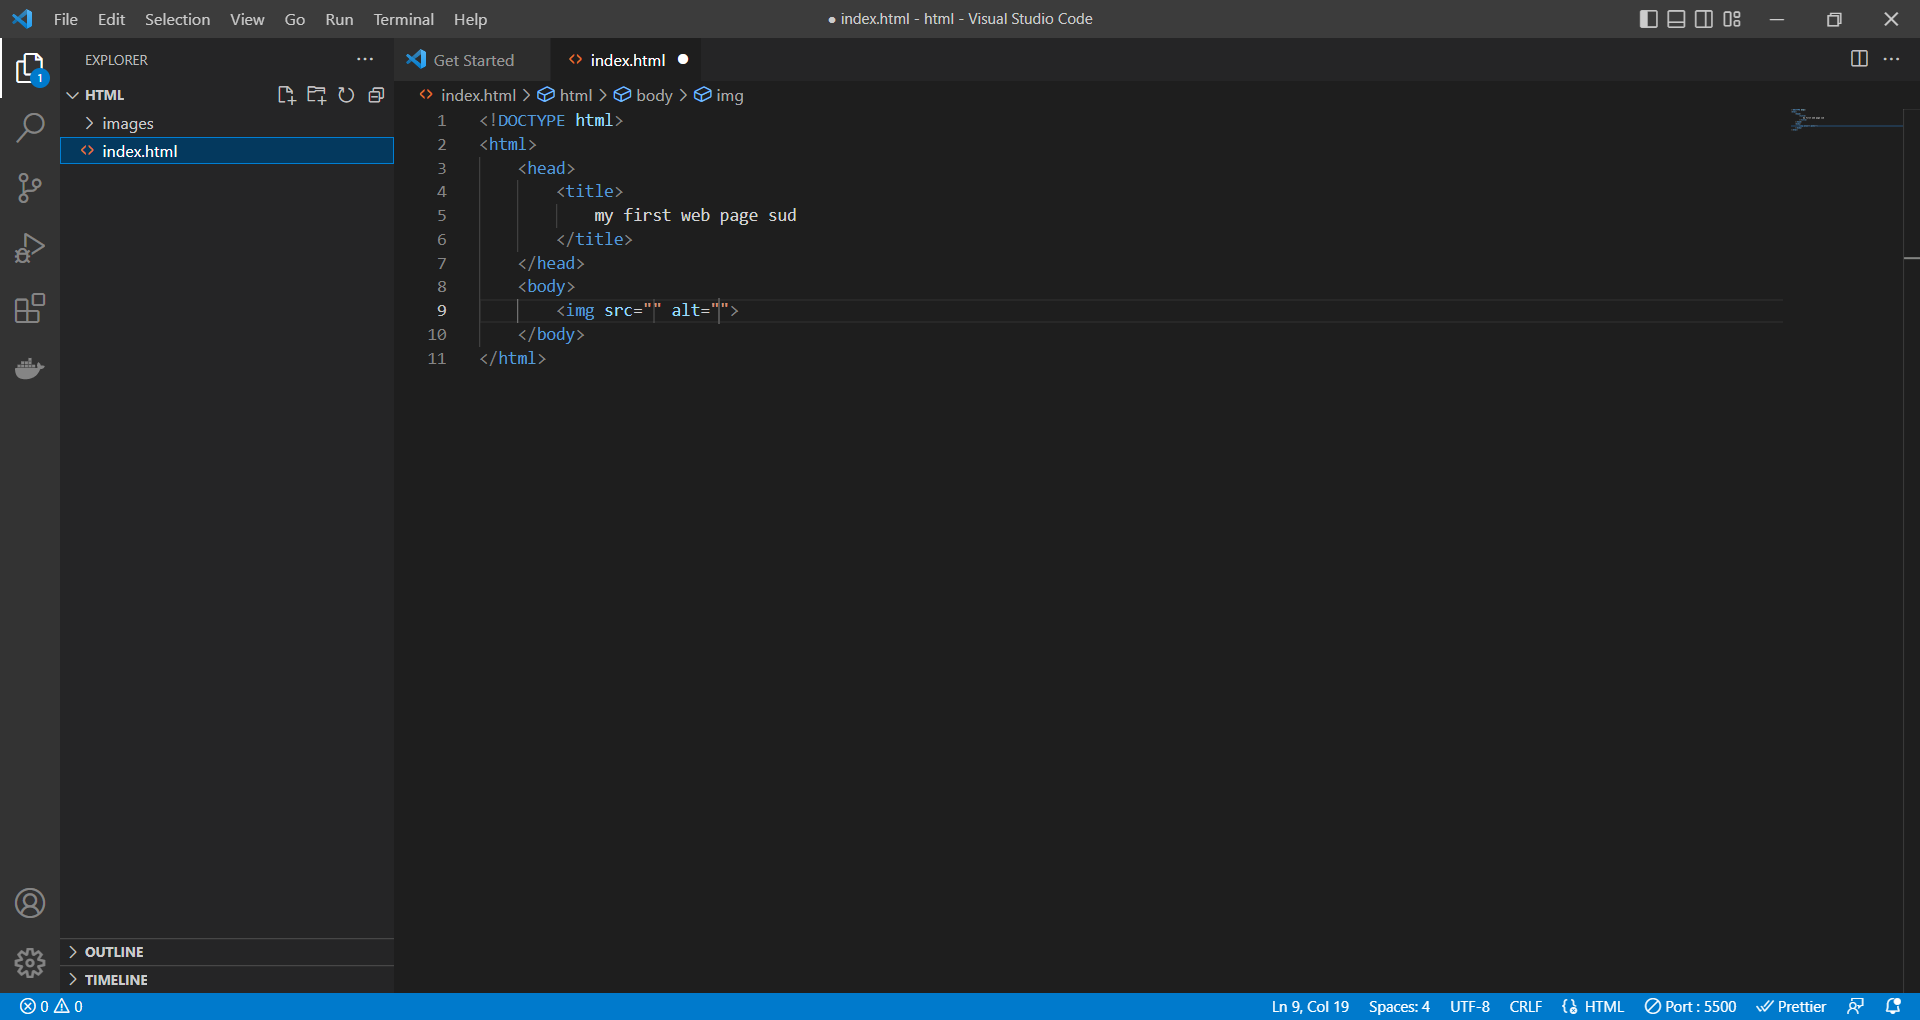 File Edit Selection View Go Run Terminal Help
● index.html - html - Visual Studio Code
1
EXPLORER
Get Started
index.html
HTML
index.html > html > body > img
images
index.html
1 <!DOCTYPE html>
2 <html>
3 <head>
4 <title>
5 my first web page sud
6 </title>
7 </head>
8 <body>
9 <img src="" alt="">
10 </body>
11 </html>
OUTLINE
TIMELINE
0 0
Ln 9, Col 19 Spaces: 4 UTF-8 CRLF HTML Port : 5500 Prettier